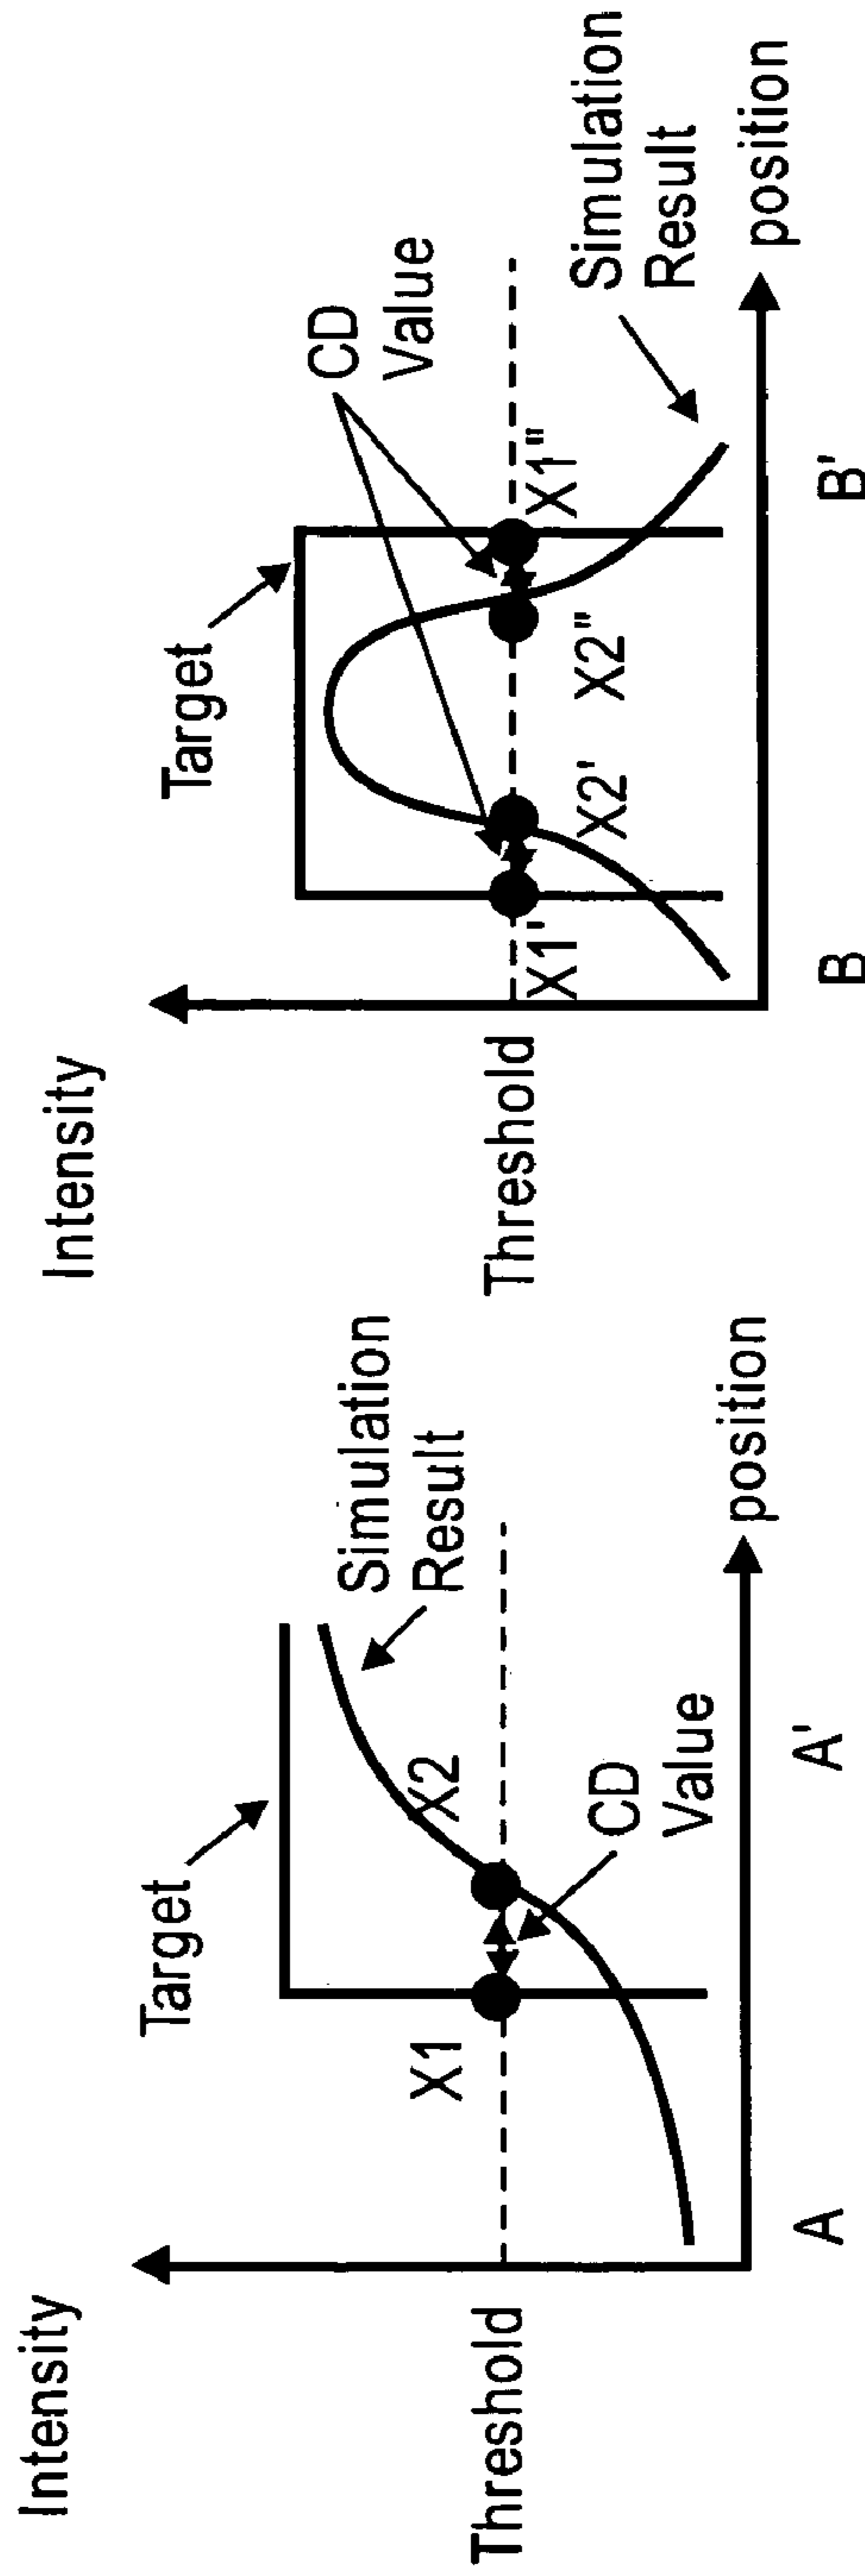 Intensity
Target
Simulation
Result
X1
X2
Threshold
CD
Value
position
A
A'
Intensity
Target
CD
Value
Threshold
X1'
X1"
X2'
X2"
Simulation
Result
position
B
B'